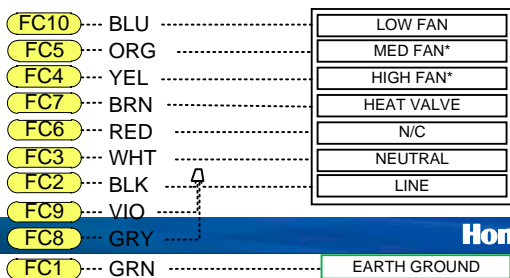 FC10 BLU LOW FAN
FC5 ORG MED FAN*
FC4 YEL HIGH FAN*
FC7 BRN HEAT VALVE
FC6 RED N/C
FC3 WHT NEUTRAL
FC2 BLK LINE
FC9 VIO
FC8 GRY Hon
FC1 GRN EARTH GROUND